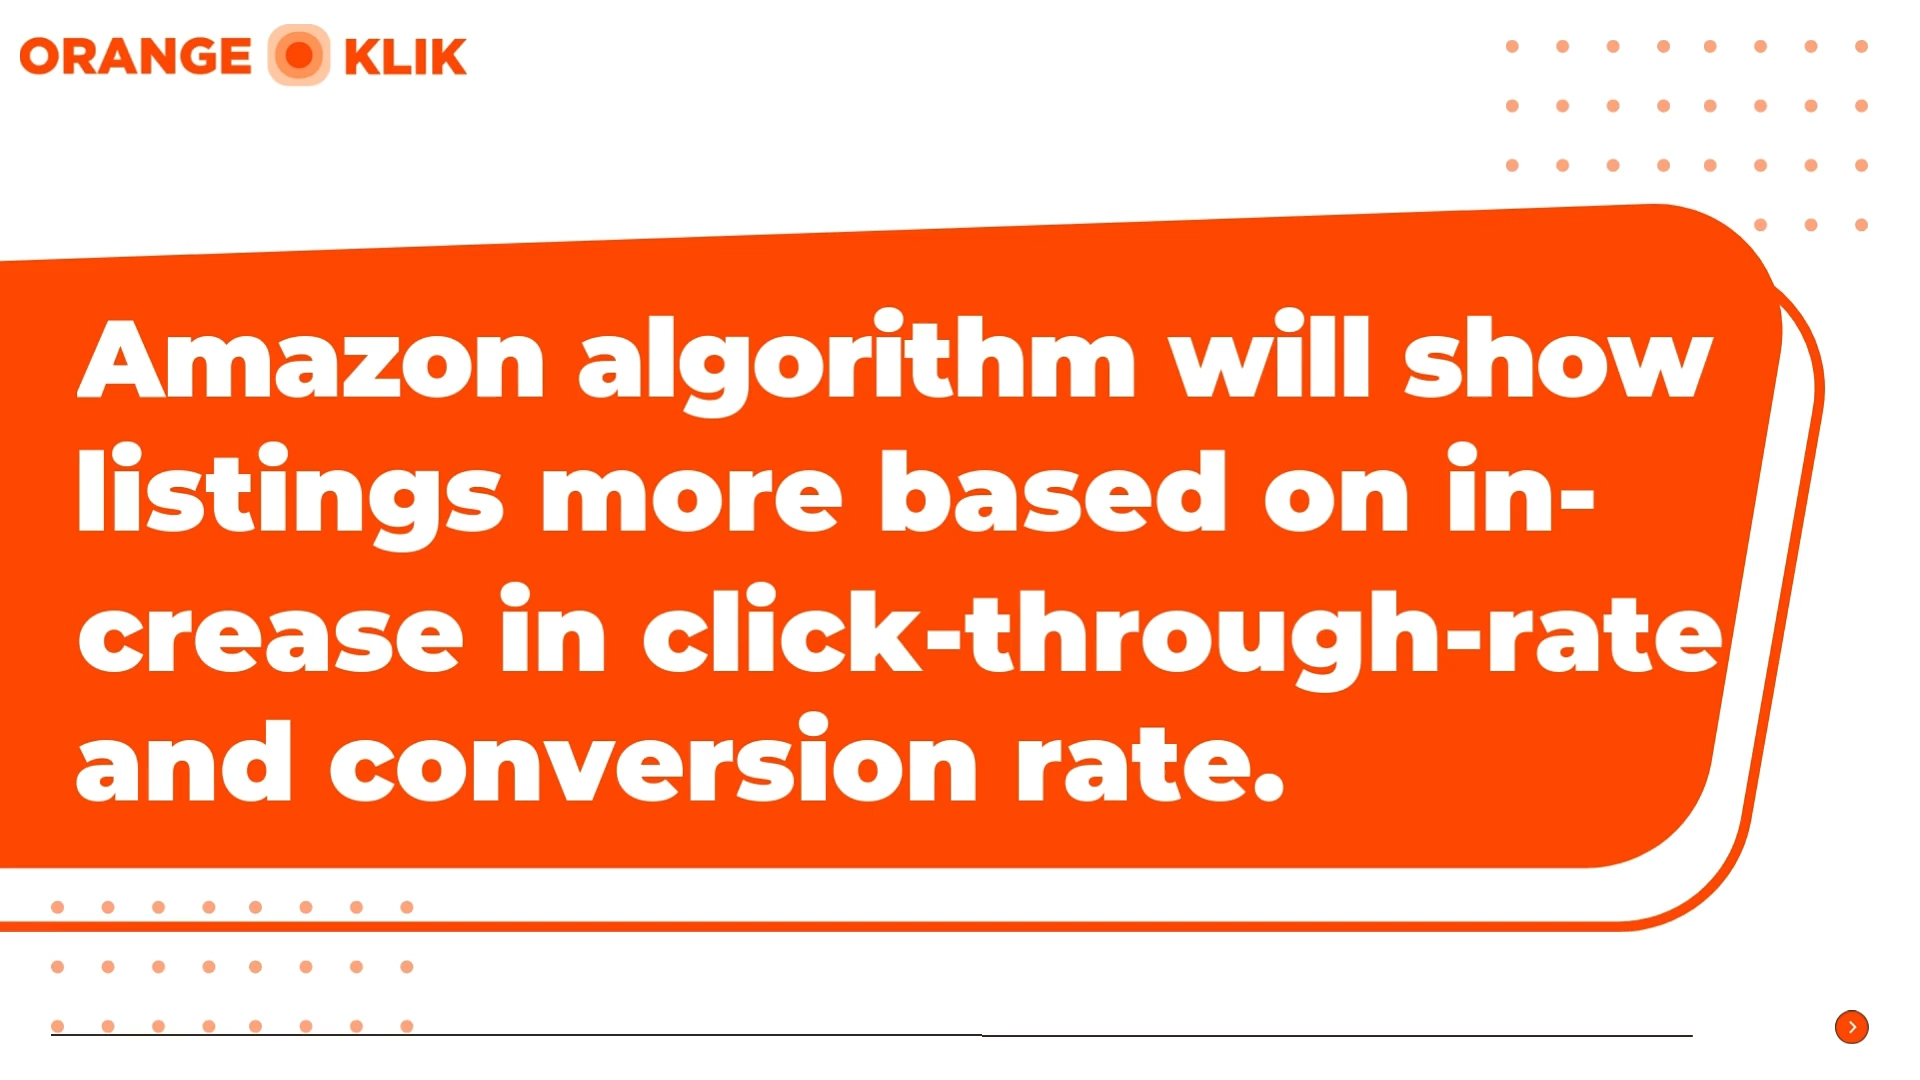 ORANGE KLIK
Amazon algorithm will show
listings more based on in-
crease in click-through-rate
and conversion rate.